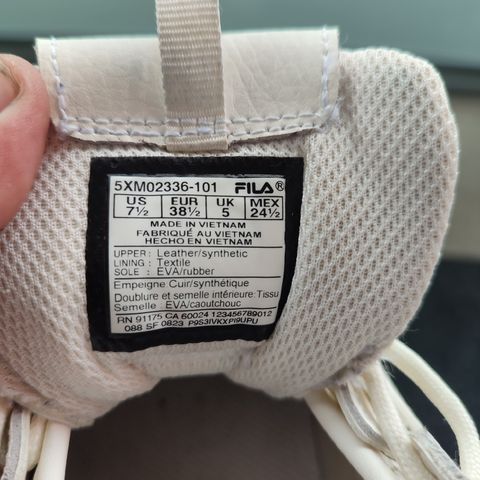 5XM02336-101 FILA®
US EUR UK MEX
7½ 38½ 5 24½
MADE IN VIETNAM
FABRIQUÉ AU VIETNAM
HECHO EN VIETNAM
UPPER: Leather/synthetic
LINING: Textile
SOLE : EVA/rubber
Empeigne Cuir/synthétique
Doublure et semelle intérieure: Tissu
Semelle : EVA/caoutchouc
RN 91175 CA 60024 123456789012
088 SF 0823 P9S3IVKXPI9UPU